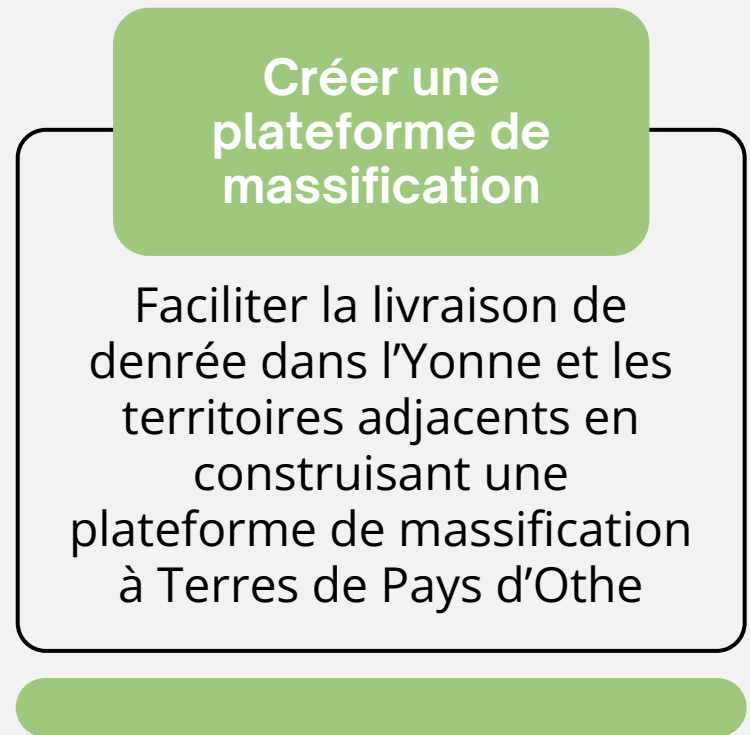 Créer une
plateforme de
massification
Faciliter la livraison de
denrée dans l’Yonne et les
territoires adjacents en
construisant une
plateforme de massification
à Terres de Pays d’Othe